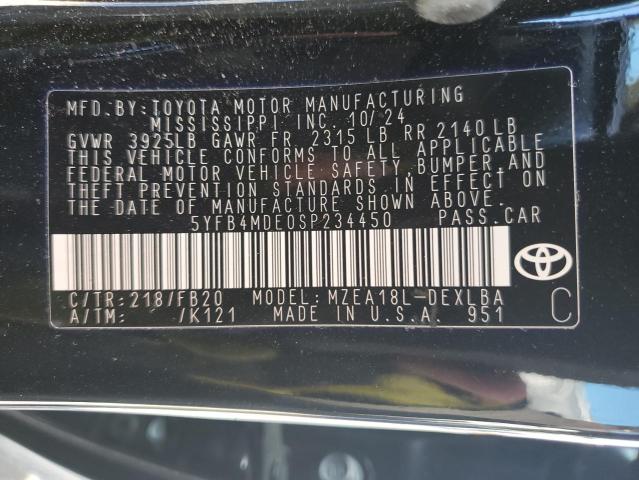 MFD. BY: TOYOTA MOTOR MANUFACTURING
MISSISSIPPI INC. 10/24
GVWR 3925LB GAWR FR 2315 LB RR 2140 LB
THIS VEHICLE CONFORMS TO ALL APPLICABLE
FEDERAL MOTOR VEHICLE SAFETY, BUMPER, AND
THEFT PREVENTION STANDARDS IN EFFECT ON
THE DATE OF MANUFACTURE SHOWN ABOVE.
5YFB4MDE0SP234450 PASS. CAR
C/TR: 218/FB20 MODEL: MZEA18L-DEXLBA C
A/TM: /K121 MADE IN U.S.A. 951